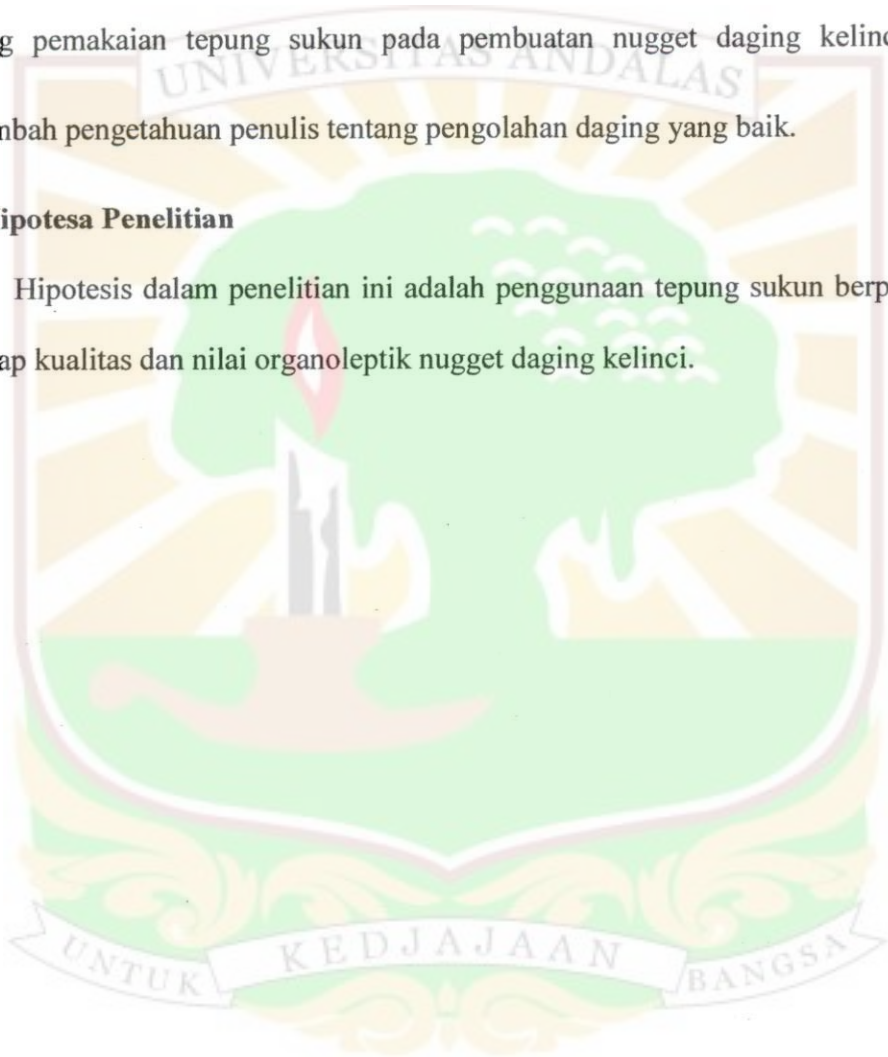 g pemakaian tepung sukun pada pembuatan nugget daging kelinc
UNIVERSITAS ANDALAS
nbah pengetahuan penulis tentang pengolahan daging yang baik.
ipotesa Penelitian
Hipotesis dalam penelitian ini adalah penggunaan tepung sukun berp
ap kualitas dan nilai organoleptik nugget daging kelinci.
UNTUK KEDJAJAAN BANGSA